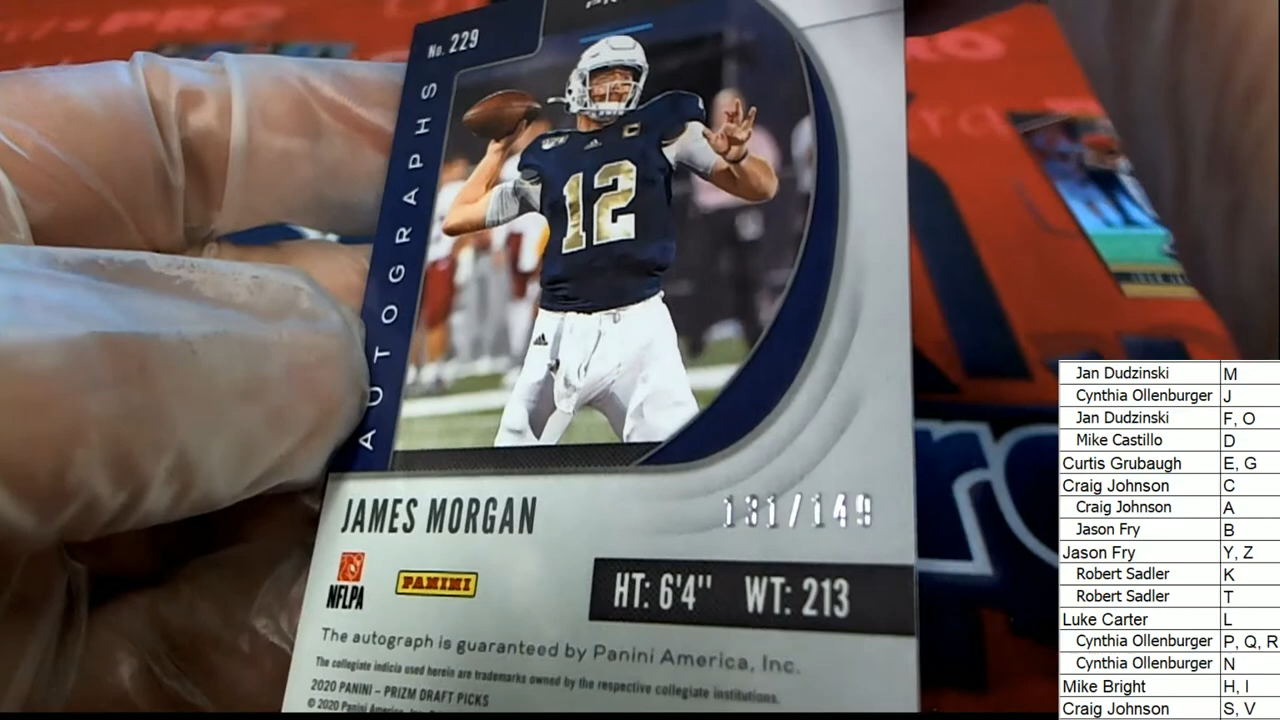 No. 229
AUTOGRAPHS
12
JAMES MORGAN
131/149
NFLPA
PANINI
HT: 6'4" WT: 213
The autograph is guaranteed by Panini America, Inc.
The collegiate indicia used herein are trademarks owned by the respective collegiate institutions.
2020 PANINI – PRIZM DRAFT PICKS
© 2020 Panini America,
Jan Dudzinski M
Cynthia Ollenburger J
Jan Dudzinski F, O
Mike Castillo D
Curtis Grubaugh E, G
Craig Johnson C
Craig Johnson A
Jason Fry B
Jason Fry Y, Z
Robert Sadler K
Robert Sadler T
Luke Carter L
Cynthia Ollenburger P, Q, R
Cynthia Ollenburger N
Mike Bright H, I
Craig Johnson S, V